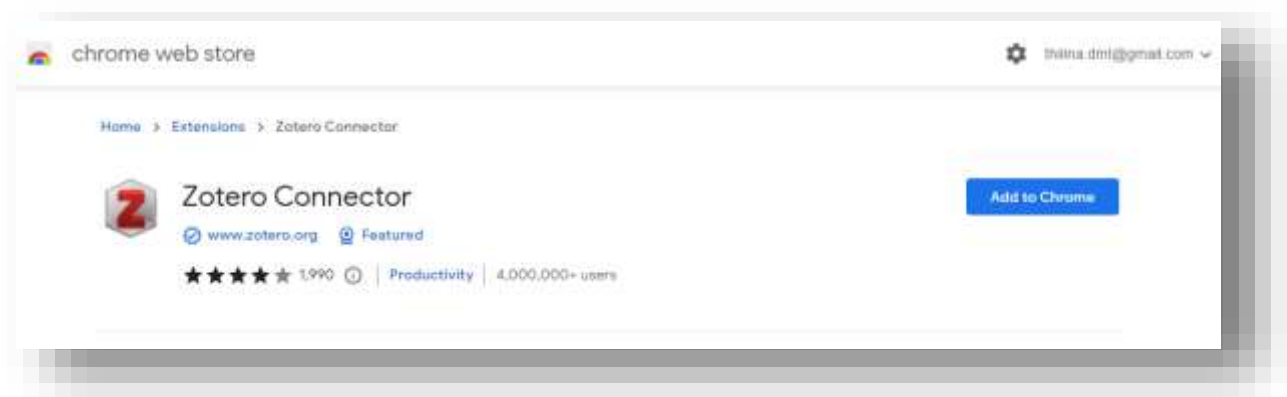 chrome web store
Home > Extensions > Zotero Connector
Z
Zotero Connector
Add to Chrome
www.zotero.org Featured
1,990 Productivity 4,000,000+ users